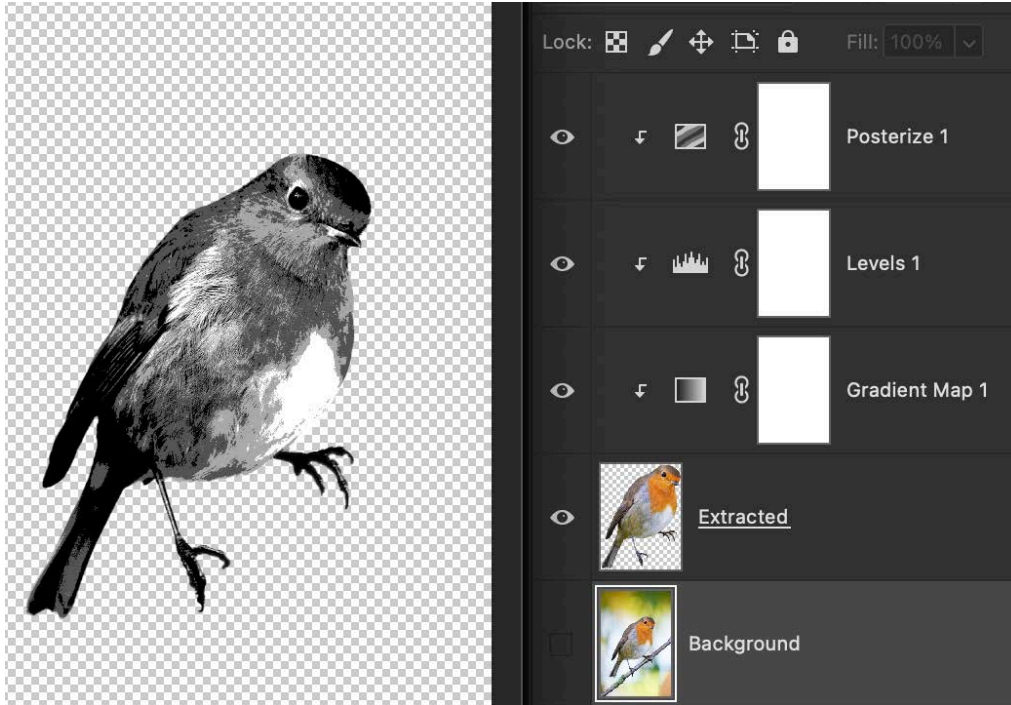 Lock: Fill: 100%
Posterize 1
Levels 1
Gradient Map 1
Extracted
Background